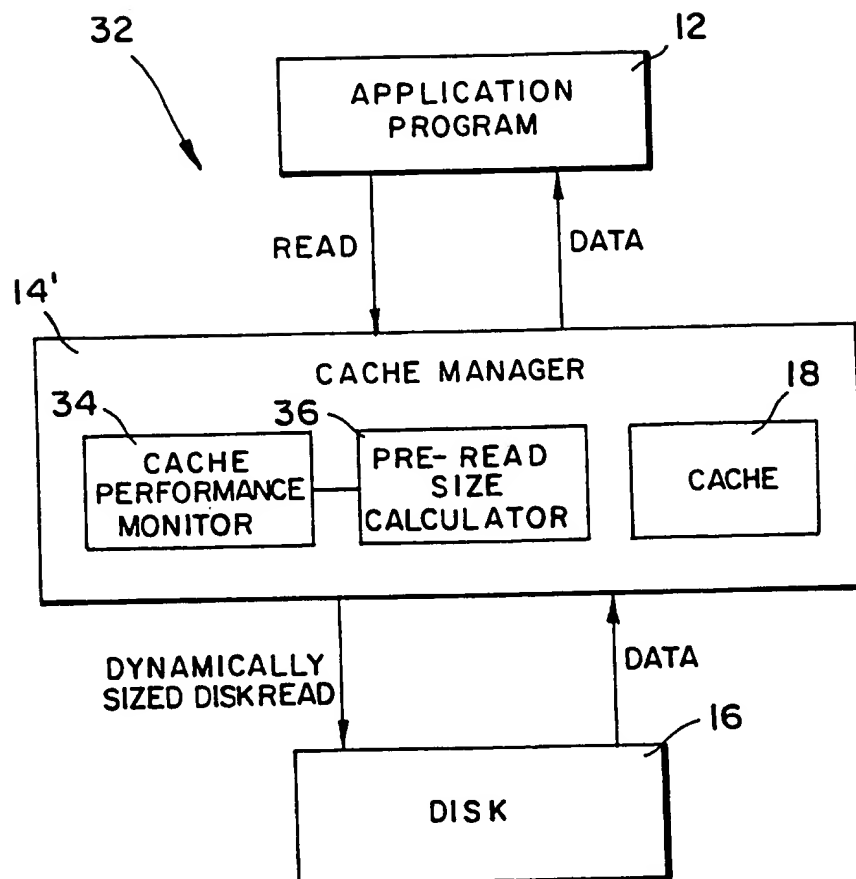 32
12
APPLICATION
PROGRAM
READ
DATA
14'
CACHE MANAGER
34
36
18
CACHE
PERFORMANCE
MONITOR
PRE-READ
SIZE
CALCULATOR
CACHE
DYNAMICALLY
SIZED DISKREAD
DATA
16
DISK